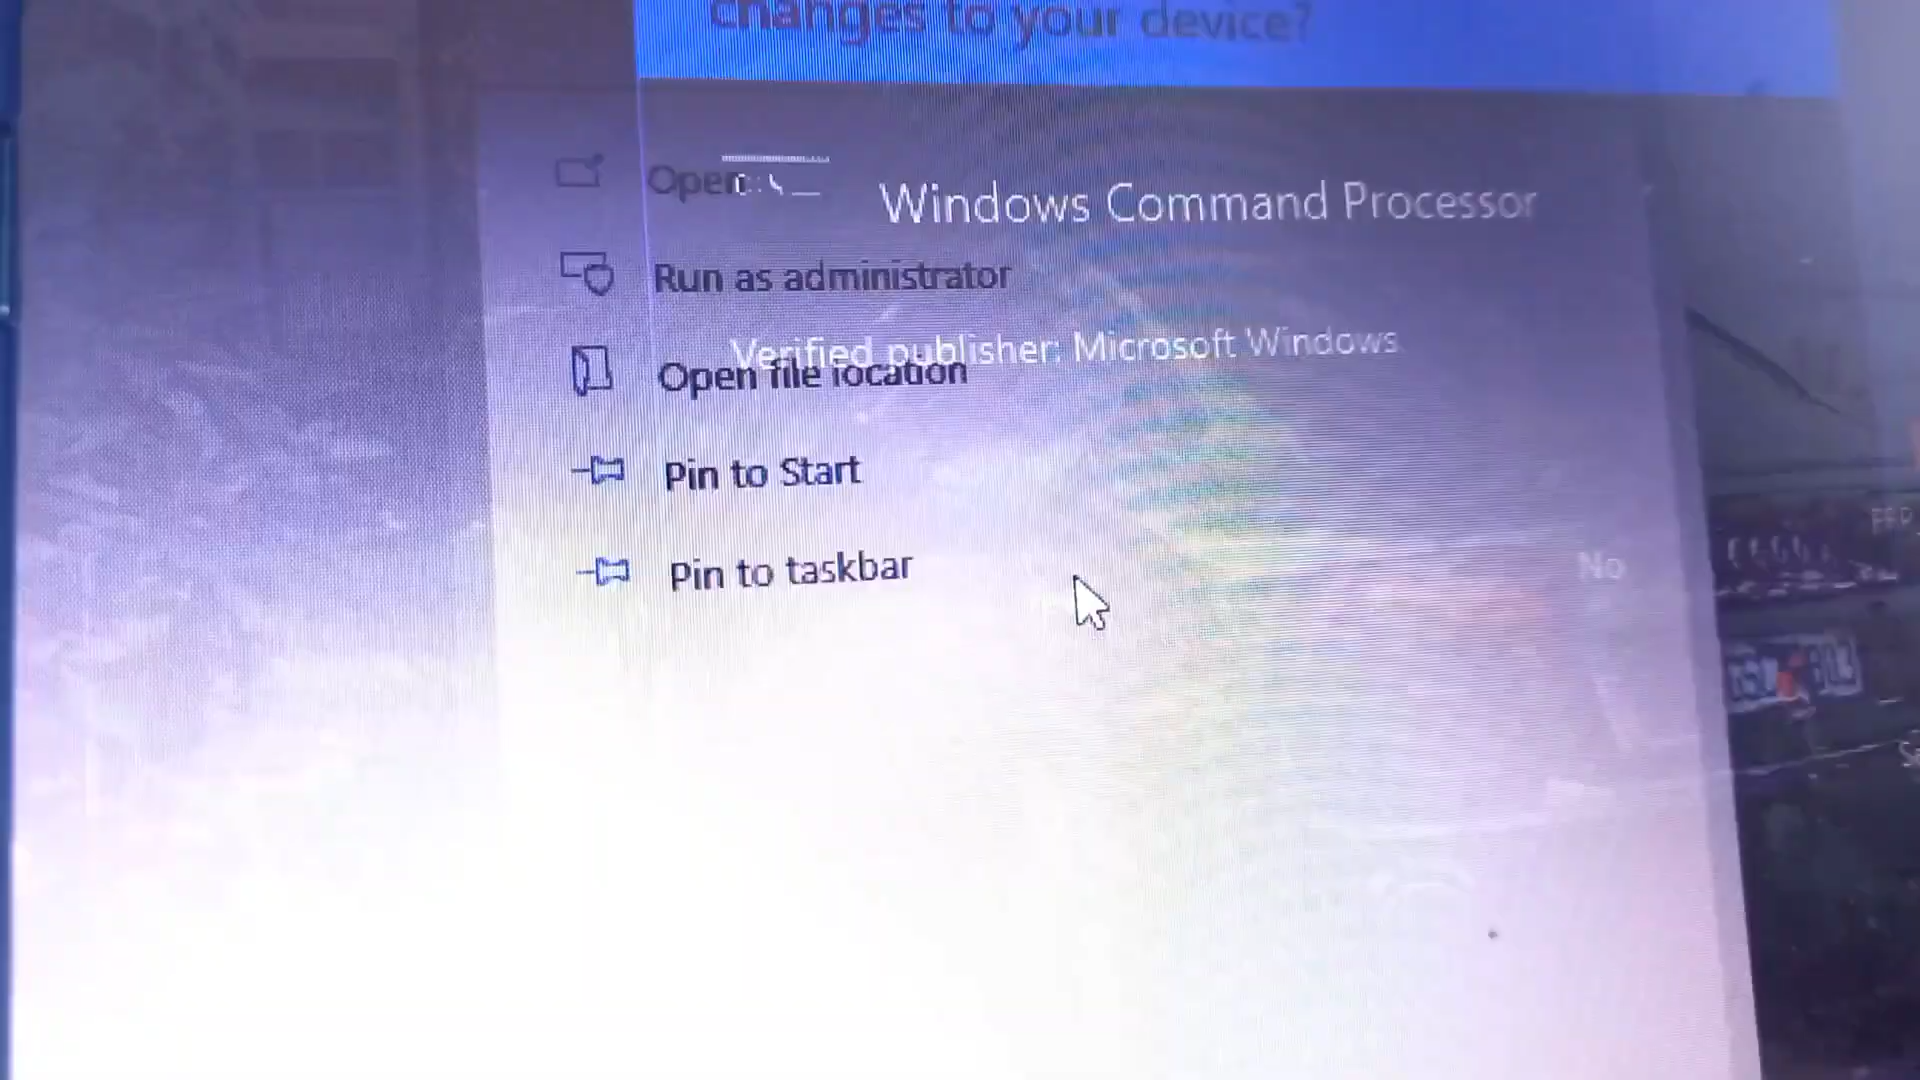 changes to your device?
Open
C:\_
Windows Command Processor
Run as administrator
Verified publisher: Microsoft Windows
Open file location
Pin to Start
Pin to taskbar
No